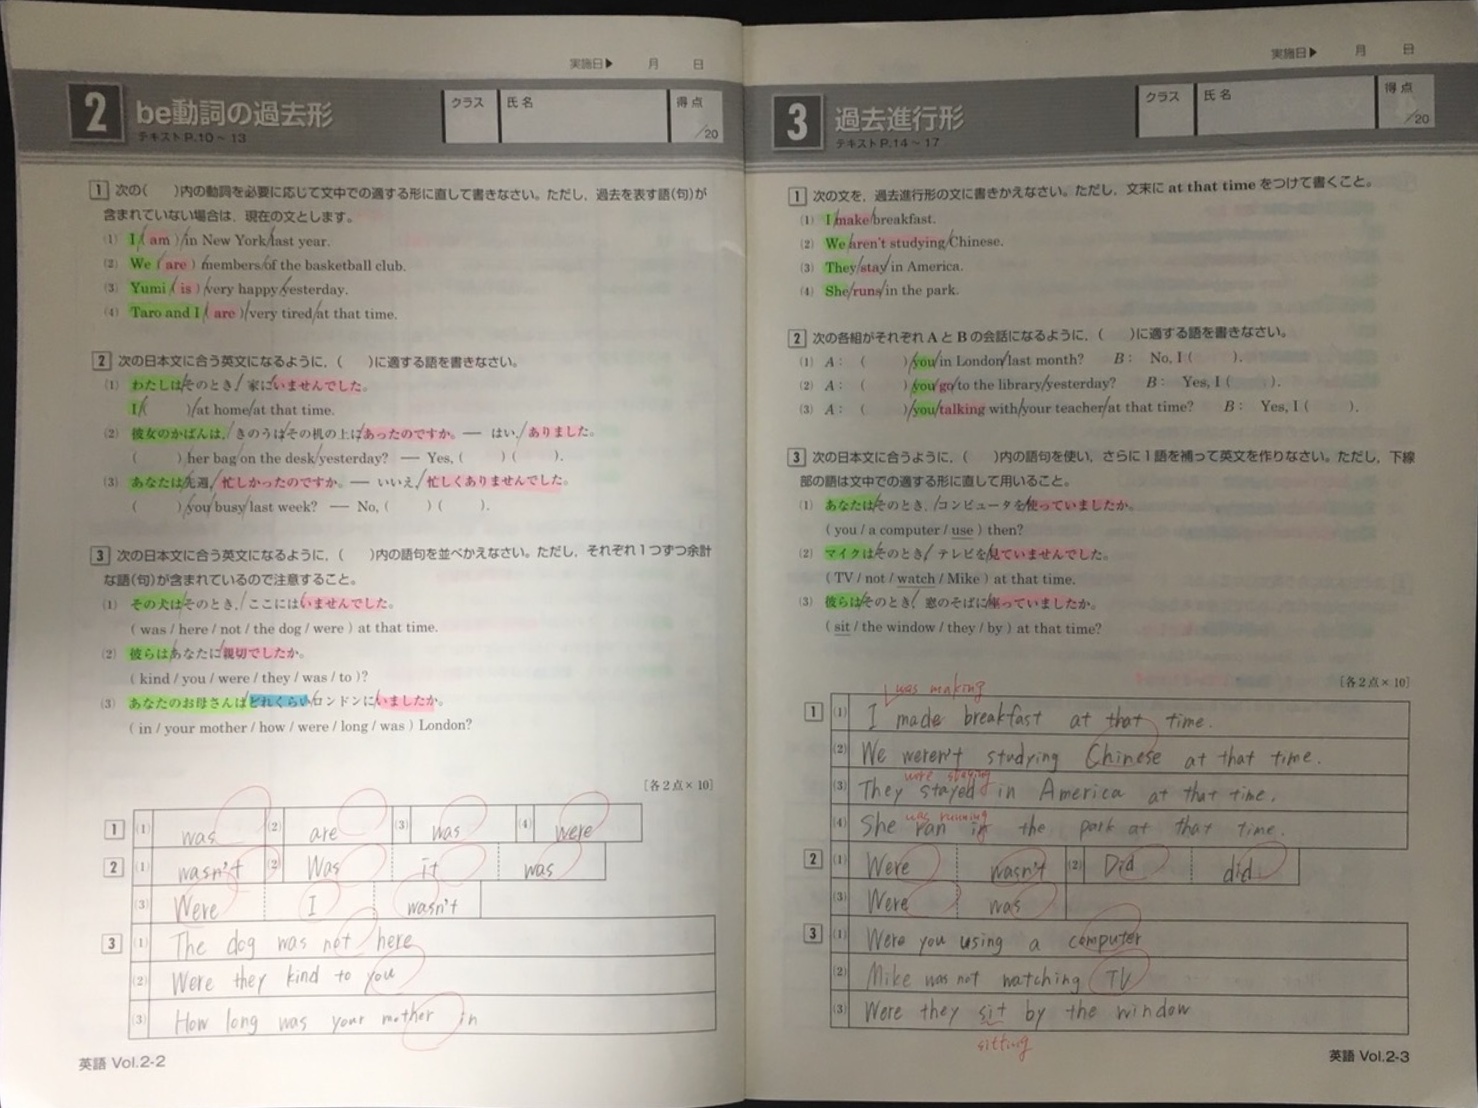 実施日▶ 月 日
2 be動詞の過去形
テキストP.10～13
クラス 氏名 得点 /20
1 次の( )内の動詞を必要に応じて文中での適する形に直して書きなさい。ただし，過去を表す語(句)が
含まれていない場合は，現在の文とします。
(1) I ( am ) in New York last year.
(2) We ( are ) members of the basketball club.
(3) Yumi ( is ) very happy yesterday.
(4) Taro and I ( are ) very tired at that time.
2 次の日本文に合う英文になるように，( )に適する語を書きなさい。
(1) わたしはそのとき，家にいませんでした。
I ( ) at home at that time.
(2) 彼女のかばんは，きのうはその机の上にあったのですか。— はい，ありました。
( ) her bag on the desk yesterday? — Yes, ( ) ( ).
(3) あなたは先週，忙しかったのですか。— いいえ，忙しくありませんでした。
( ) you busy last week? — No, ( ) ( ).
3 次の日本文に合う英文になるように，( )内の語句を並べかえなさい。ただし，それぞれ1つずつ余計
な語(句)が含まれているので注意すること。
(1) その犬はそのとき，ここにはいませんでした。
( was / here / not / the dog / were ) at that time.
(2) 彼らはあなたに親切でしたか。
( kind / you / were / they / was / to )?
(3) あなたのお母さんはどれくらいロンドンにいましたか。
( in / your mother / how / were / long / was ) London?
[各2点×10]
1 (1) was (2) are (3) was (4) were
2 (1) wasn't (2) Was it was
(3) Were I wasn't
3 (1) The dog was not here
(2) Were they kind to you
(3) How long was your mother in
英語 Vol.2-2
実施日▶ 月 日
3 過去進行形
テキストP.14～17
クラス 氏名 得点 /20
1 次の文を，過去進行形の文に書きかえなさい。ただし，文末に at that time をつけて書くこと。
(1) I make breakfast.
(2) We aren't studying Chinese.
(3) They stay in America.
(4) She runs in the park.
2 次の各組がそれぞれ A と B の会話になるように，( )に適する語を書きなさい。
(1) A : ( ) you in London last month? B : No, I ( ).
(2) A : ( ) you go to the library yesterday? B : Yes, I ( ).
(3) A : ( ) you talking with your teacher at that time? B : Yes, I ( ).
3 次の日本文に合うように，( )内の語句を使い，さらに1語を補って英文を作りなさい。ただし，下線
部の語は文中での適する形に直して用いること。
(1) あなたはそのとき，コンピュータを使っていましたか。
( you / a computer / use ) then?
(2) マイクはそのとき，テレビを見ていませんでした。
( TV / not / watch / Mike ) at that time.
(3) 彼らはそのとき，窓のそばに座っていましたか。
( sit / the window / they / by ) at that time?
[各2点×10]
was making
1 (1) I made breakfast at that time.
(2) We weren't studying Chinese at that time.
were staying
(3) They stayed in America at that time.
was running
(4) She ran in the park at that time.
2 (1) Were wasn't (2) Did did
(3) Were was
3 (1) Were you using a computer
(2) Mike was not watching TV
(3) Were they sit by the window
sitting
英語 Vol.2-3